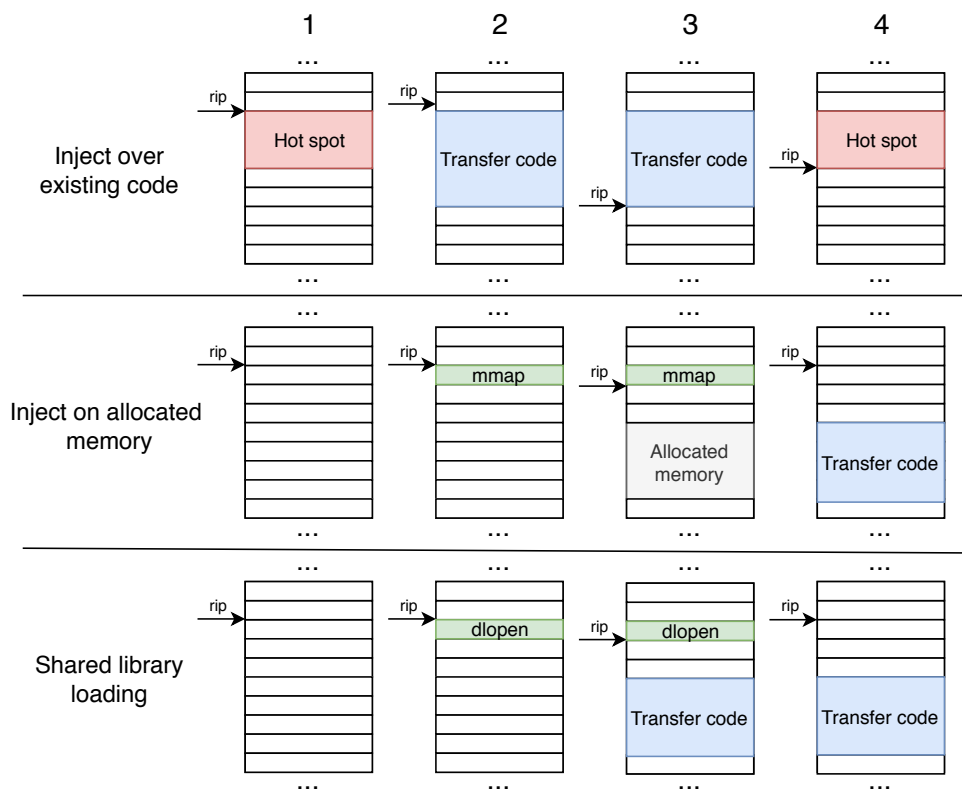 1 2 3 4
... ... ... ...
rip rip
Hot spot Transfer code Transfer code Hot spot
Inject over
existing code
rip rip
... ... ... ...
... ... ... ...
rip rip rip rip
mmap mmap
Inject on allocated
memory
Allocated
memory
Transfer code
... ... ... ...
... ... ... ...
rip rip rip rip
dlopen dlopen
Shared library
loading
Transfer code Transfer code
... ... ... ...